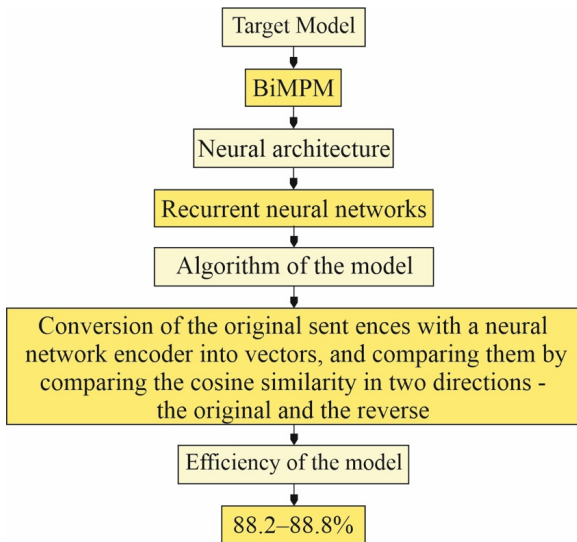 Target Model
BiMPM
Neural architecture
Recurrent neural networks
Algorithm of the model
Conversion of the original sent ences with a neural
network encoder into vectors, and comparing them by
comparing the cosine similarity in two directions -
the original and the reverse
Efficiency of the model
88.2–88.8%